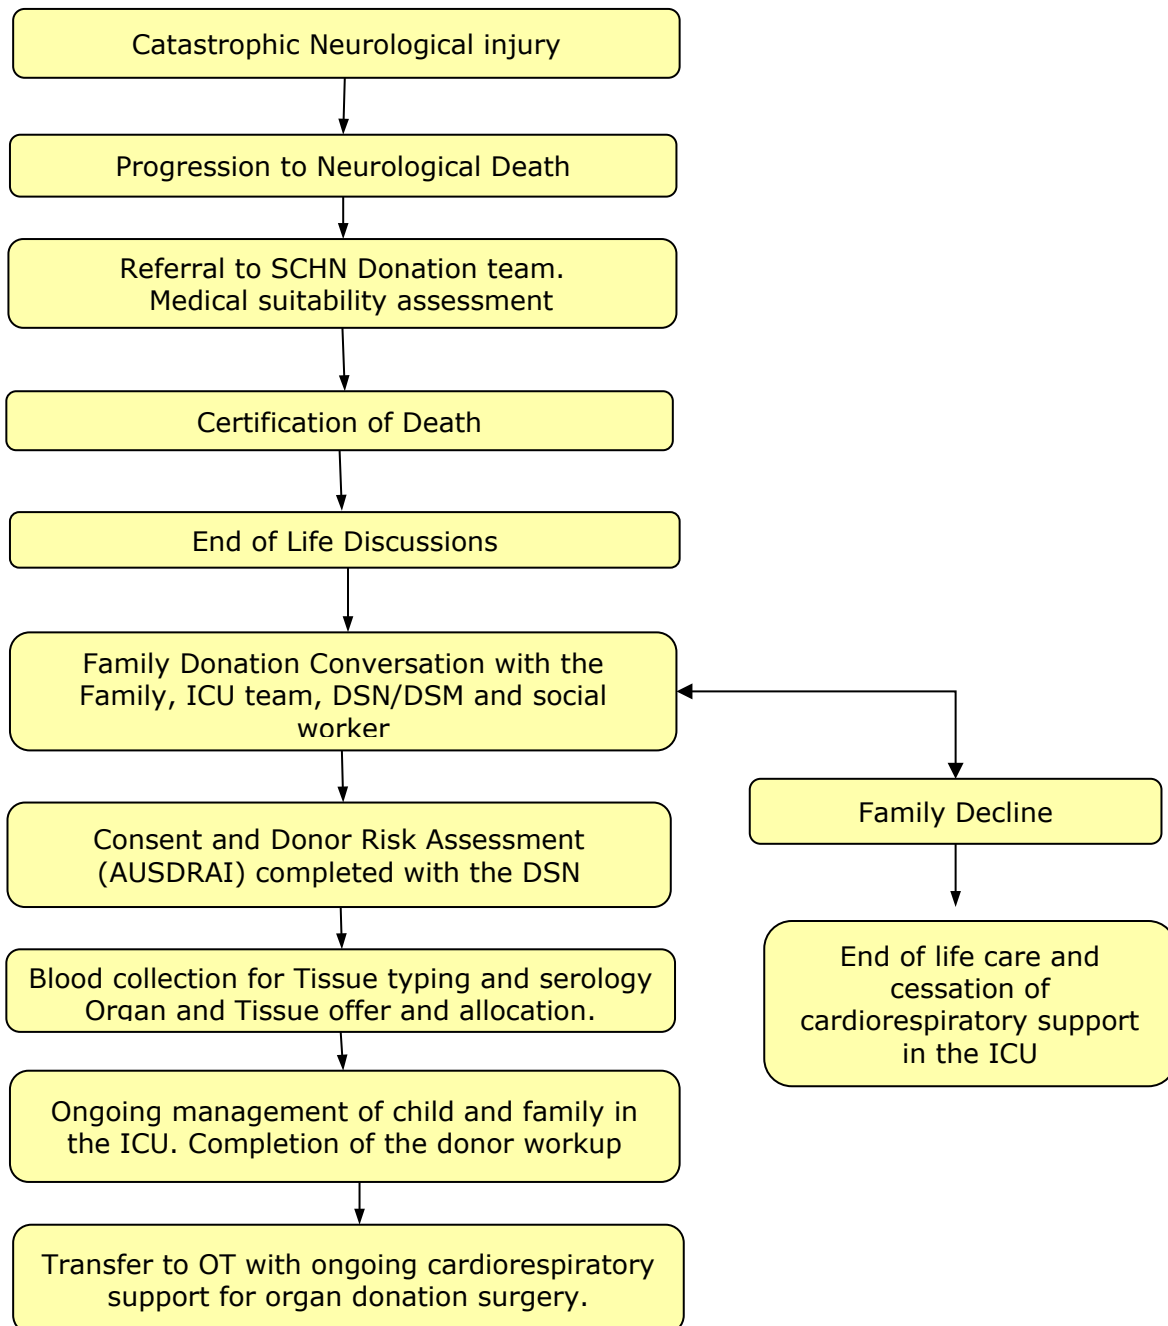 Catastrophic Neurological injury
Progression to Neurological Death
Referral to SCHN Donation team.
Medical suitability assessment
Certification of Death
End of Life Discussions
Family Donation Conversation with the
Family, ICU team, DSN/DSM and social
worker
Consent and Donor Risk Assessment
(AUSDRAI) completed with the DSN
Blood collection for Tissue typing and serology
Organ and Tissue offer and allocation.
Ongoing management of child and family in
the ICU. Completion of the donor workup
Transfer to OT with ongoing cardiorespiratory
support for organ donation surgery.
Family Decline
End of life care and
cessation of
cardiorespiratory support
in the ICU